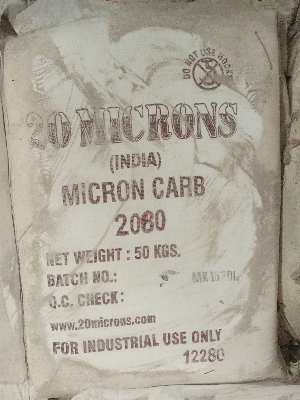 DO NOT USE HOOKS
20 MICRONS
(INDIA)
MICRON CARB
2080
NET WEIGHT : 50 KGS.
BATCH NO.:
Q.C. CHECK :
www.20microns.com
FOR INDUSTRIAL USE ONLY
12280